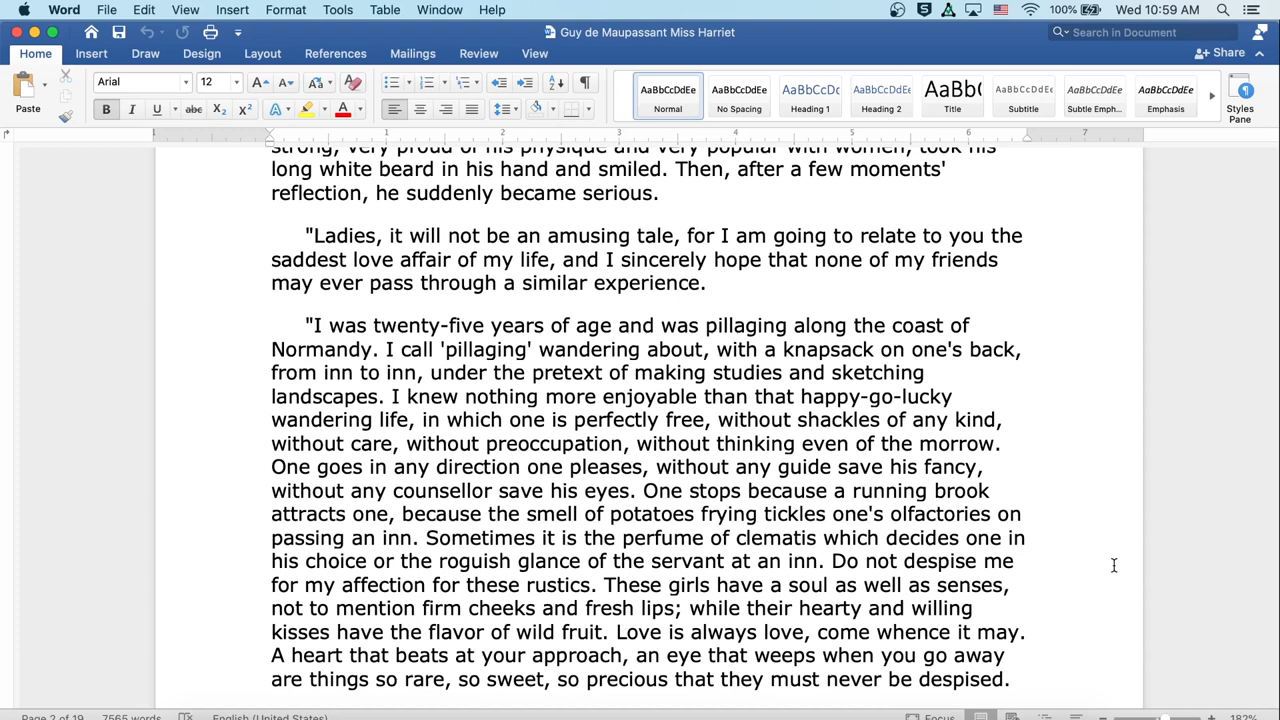 Word File Edit View Insert Format Tools Table Window Help 100% Wed 10:59 AM
Guy de Maupassant Miss Harriet Search in Document
Home Insert Draw Design Layout References Mailings Review View Share
Paste Arial 12 AaBbCcDdEe AaBbCcDdEe AaBbCcDc AaBbCcDdEe AaBbC AaBbCcDdEe AaBbCcDdEe AaBbCcDdEe
Normal No Spacing Heading 1 Heading 2 Title Subtitle Subtle Emph... Emphasis Styles Pane
1 1 2 3 4 5 6 7
strong, very proud of his physique and very popular with women, took his
long white beard in his hand and smiled. Then, after a few moments'
reflection, he suddenly became serious.
"Ladies, it will not be an amusing tale, for I am going to relate to you the
saddest love affair of my life, and I sincerely hope that none of my friends
may ever pass through a similar experience.
"I was twenty-five years of age and was pillaging along the coast of
Normandy. I call 'pillaging' wandering about, with a knapsack on one's back,
from inn to inn, under the pretext of making studies and sketching
landscapes. I knew nothing more enjoyable than that happy-go-lucky
wandering life, in which one is perfectly free, without shackles of any kind,
without care, without preoccupation, without thinking even of the morrow.
One goes in any direction one pleases, without any guide save his fancy,
without any counsellor save his eyes. One stops because a running brook
attracts one, because the smell of potatoes frying tickles one's olfactories on
passing an inn. Sometimes it is the perfume of clematis which decides one in
his choice or the roguish glance of the servant at an inn. Do not despise me
for my affection for these rustics. These girls have a soul as well as senses,
not to mention firm cheeks and fresh lips; while their hearty and willing
kisses have the flavor of wild fruit. Love is always love, come whence it may.
A heart that beats at your approach, an eye that weeps when you go away
are things so rare, so sweet, so precious that they must never be despised.
Page 2 of 19 7565 words English (United States) Focus 182%